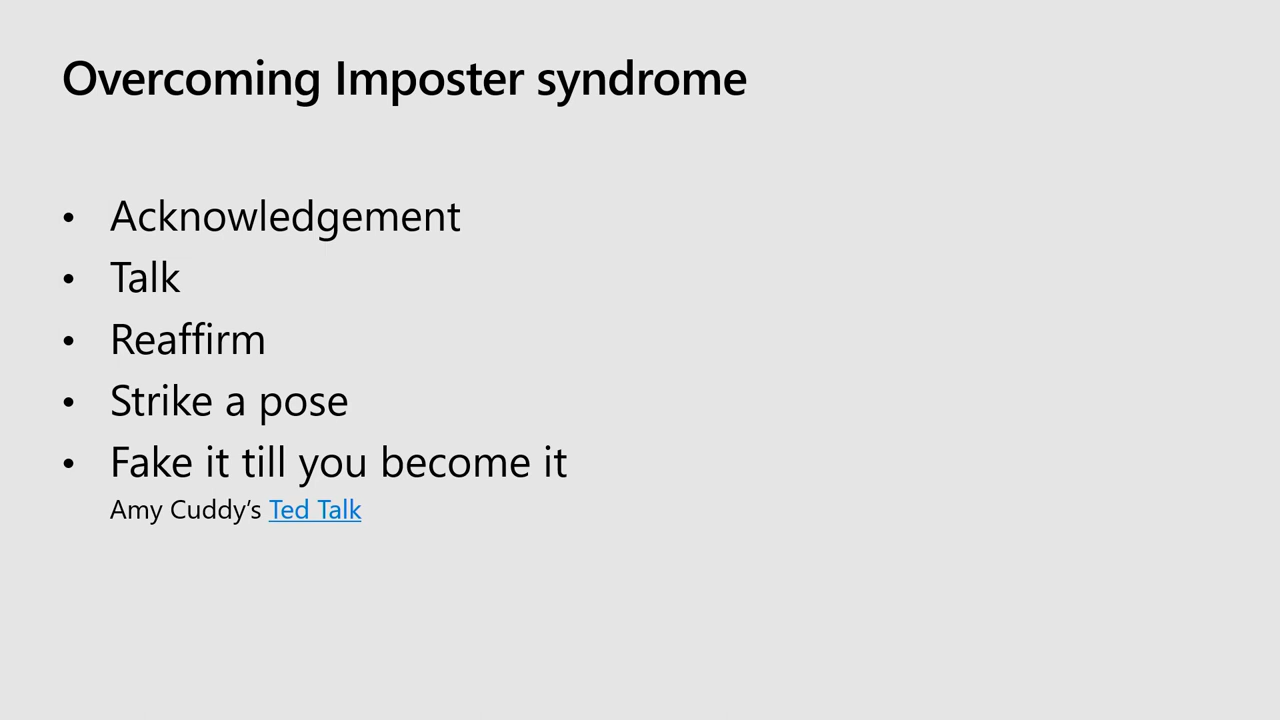 Overcoming Imposter syndrome
• Acknowledgement
• Talk
• Reaffirm
• Strike a pose
• Fake it till you become it
Amy Cuddy’s Ted Talk